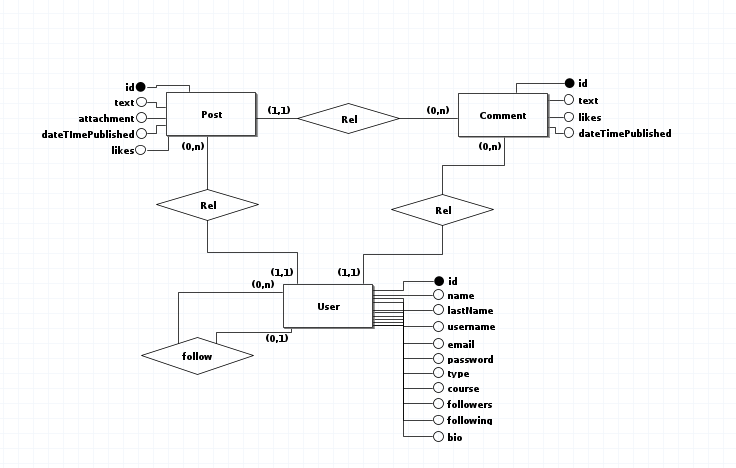 id
text
attachment
dateTImePublished
likes
Post
(1,1)
Rel
(0,n)
Comment
id
text
likes
dateTimePublished
(0,n)
(0,n)
Rel
Rel
(1,1)
(1,1)
(0,n)
User
(0,1)
follow
id
name
lastName
username
email
password
type
course
followers
following
bio